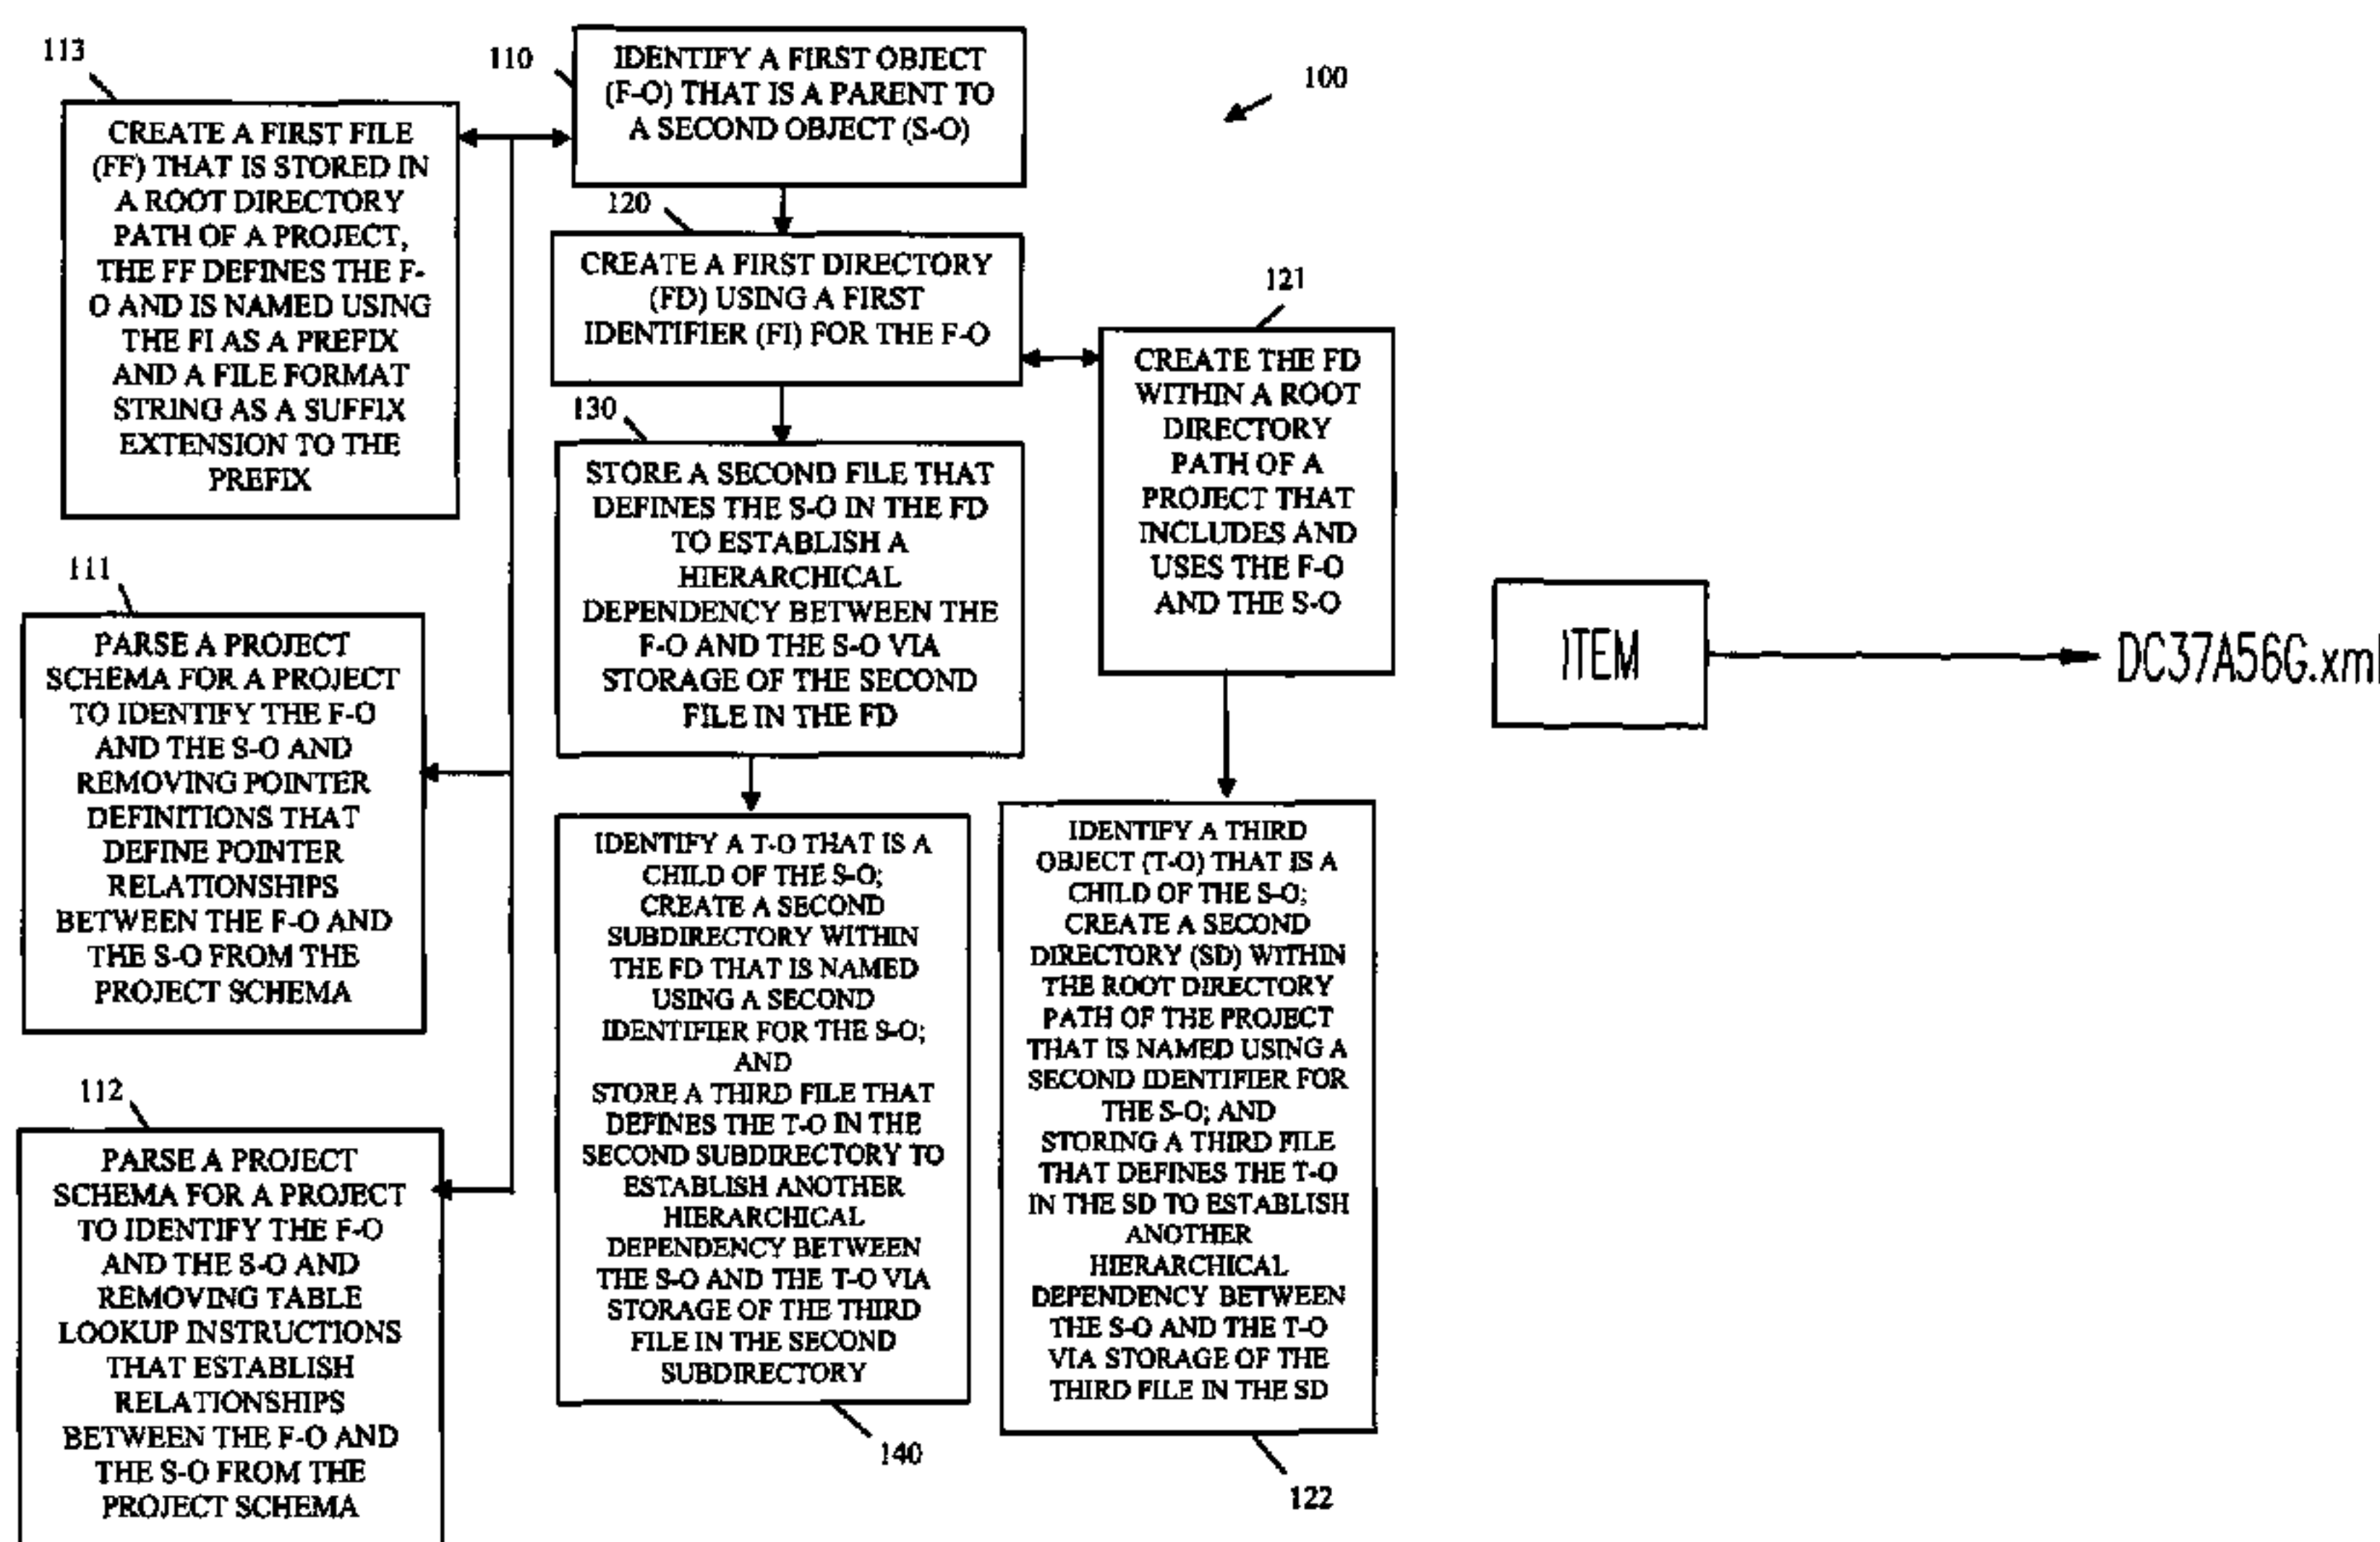 113
CREATE A FIRST FILE
(FF) THAT IS STORED IN
A ROOT DIRECTORY
PATH OF A PROJECT,
THE FF DEFINES THE F-
O AND IS NAMED USING
THE FI AS A PREFIX
AND A FILE FORMAT
STRING AS A SUFFIX
EXTENSION TO THE
PREFIX
110
IDENTIFY A FIRST OBJECT
(F-O) THAT IS A PARENT TO
A SECOND OBJECT (S-O)
100
120
CREATE A FIRST DIRECTORY
(FD) USING A FIRST
IDENTIFIER (FI) FOR THE F-O
121
CREATE THE FD
WITHIN A ROOT
DIRECTORY
PATH OF A
PROJECT THAT
INCLUDES AND
USES THE F-O
AND THE S-O
130
STORE A SECOND FILE THAT
DEFINES THE S-O IN THE FD
TO ESTABLISH A
HIERARCHICAL
DEPENDENCY BETWEEN THE
F-O AND THE S-O VIA
STORAGE OF THE SECOND
FILE IN THE FD
ITEM
DC37A56G.xml
111
PARSE A PROJECT
SCHEMA FOR A PROJECT
TO IDENTIFY THE F-O
AND THE S-O AND
REMOVING POINTER
DEFINITIONS THAT
DEFINE POINTER
RELATIONSHIPS
BETWEEN THE F-O AND
THE S-O FROM THE
PROJECT SCHEMA
112
PARSE A PROJECT
SCHEMA FOR A PROJECT
TO IDENTIFY THE F-O
AND THE S-O AND
REMOVING TABLE
LOOKUP INSTRUCTIONS
THAT ESTABLISH
RELATIONSHIPS
BETWEEN THE F-O AND
THE S-O FROM THE
PROJECT SCHEMA
IDENTIFY A T-O THAT IS A
CHILD OF THE S-O;
CREATE A SECOND
SUBDIRECTORY WITHIN
THE FD THAT IS NAMED
USING A SECOND
IDENTIFIER FOR THE S-O;
AND
STORE A THIRD FILE THAT
DEFINES THE T-O IN THE
SECOND SUBDIRECTORY TO
ESTABLISH ANOTHER
HIERARCHICAL
DEPENDENCY BETWEEN
THE S-O AND THE T-O VIA
STORAGE OF THE THIRD
FILE IN THE SECOND
SUBDIRECTORY
140
IDENTIFY A THIRD
OBJECT (T-O) THAT IS A
CHILD OF THE S-O;
CREATE A SECOND
DIRECTORY (SD) WITHIN
THE ROOT DIRECTORY
PATH OF THE PROJECT
THAT IS NAMED USING A
SECOND IDENTIFIER FOR
THE S-O; AND
STORING A THIRD FILE
THAT DEFINES THE T-O
IN THE SD TO ESTABLISH
ANOTHER
HIERARCHICAL
DEPENDENCY BETWEEN
THE S-O AND THE T-O
VIA STORAGE OF THE
THIRD FILE IN THE SD
122